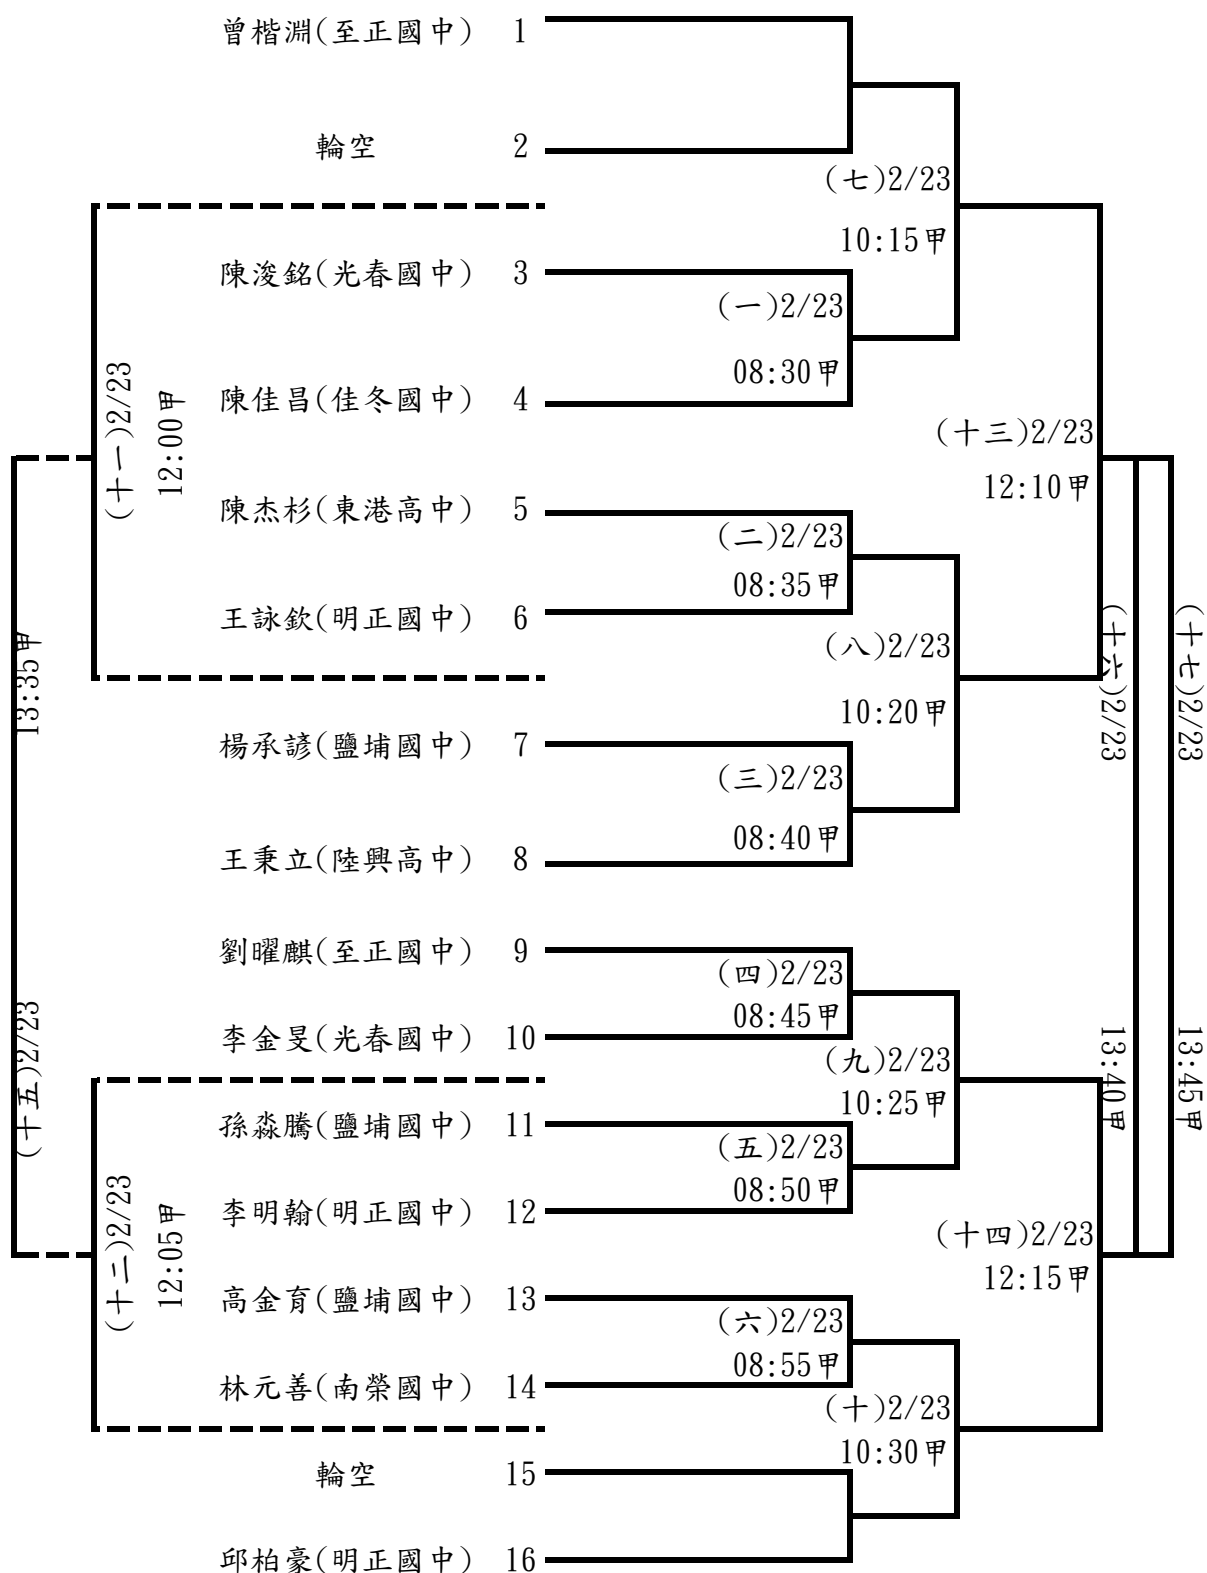 曾楷淵(至正國中) 1
輪空 2
(七)2/23
10:15甲
陳浚銘(光春國中) 3
(一)2/23
08:30甲
陳佳昌(佳冬國中) 4
(十一)2/23
12:00甲
(十三)2/23
12:10甲
陳杰杉(東港高中) 5
(二)2/23
08:35甲
王詠欽(明正國中) 6
(八)2/23
10:20甲
楊承諺(鹽埔國中) 7
(三)2/23
08:40甲
王秉立(陸興高中) 8
劉曜麒(至正國中) 9
(四)2/23
08:45甲
李金旻(光春國中) 10
(九)2/23
10:25甲
孫淼騰(鹽埔國中) 11
(五)2/23
08:50甲
李明翰(明正國中) 12
(十二)2/23
12:05甲
(十四)2/23
12:15甲
高金育(鹽埔國中) 13
(六)2/23
08:55甲
林元善(南榮國中) 14
(十)2/23
10:30甲
輪空 15
邱柏豪(明正國中) 16
(十五)2/23
13:35甲
(十六)2/23
13:40甲
(十七)2/23
13:45甲